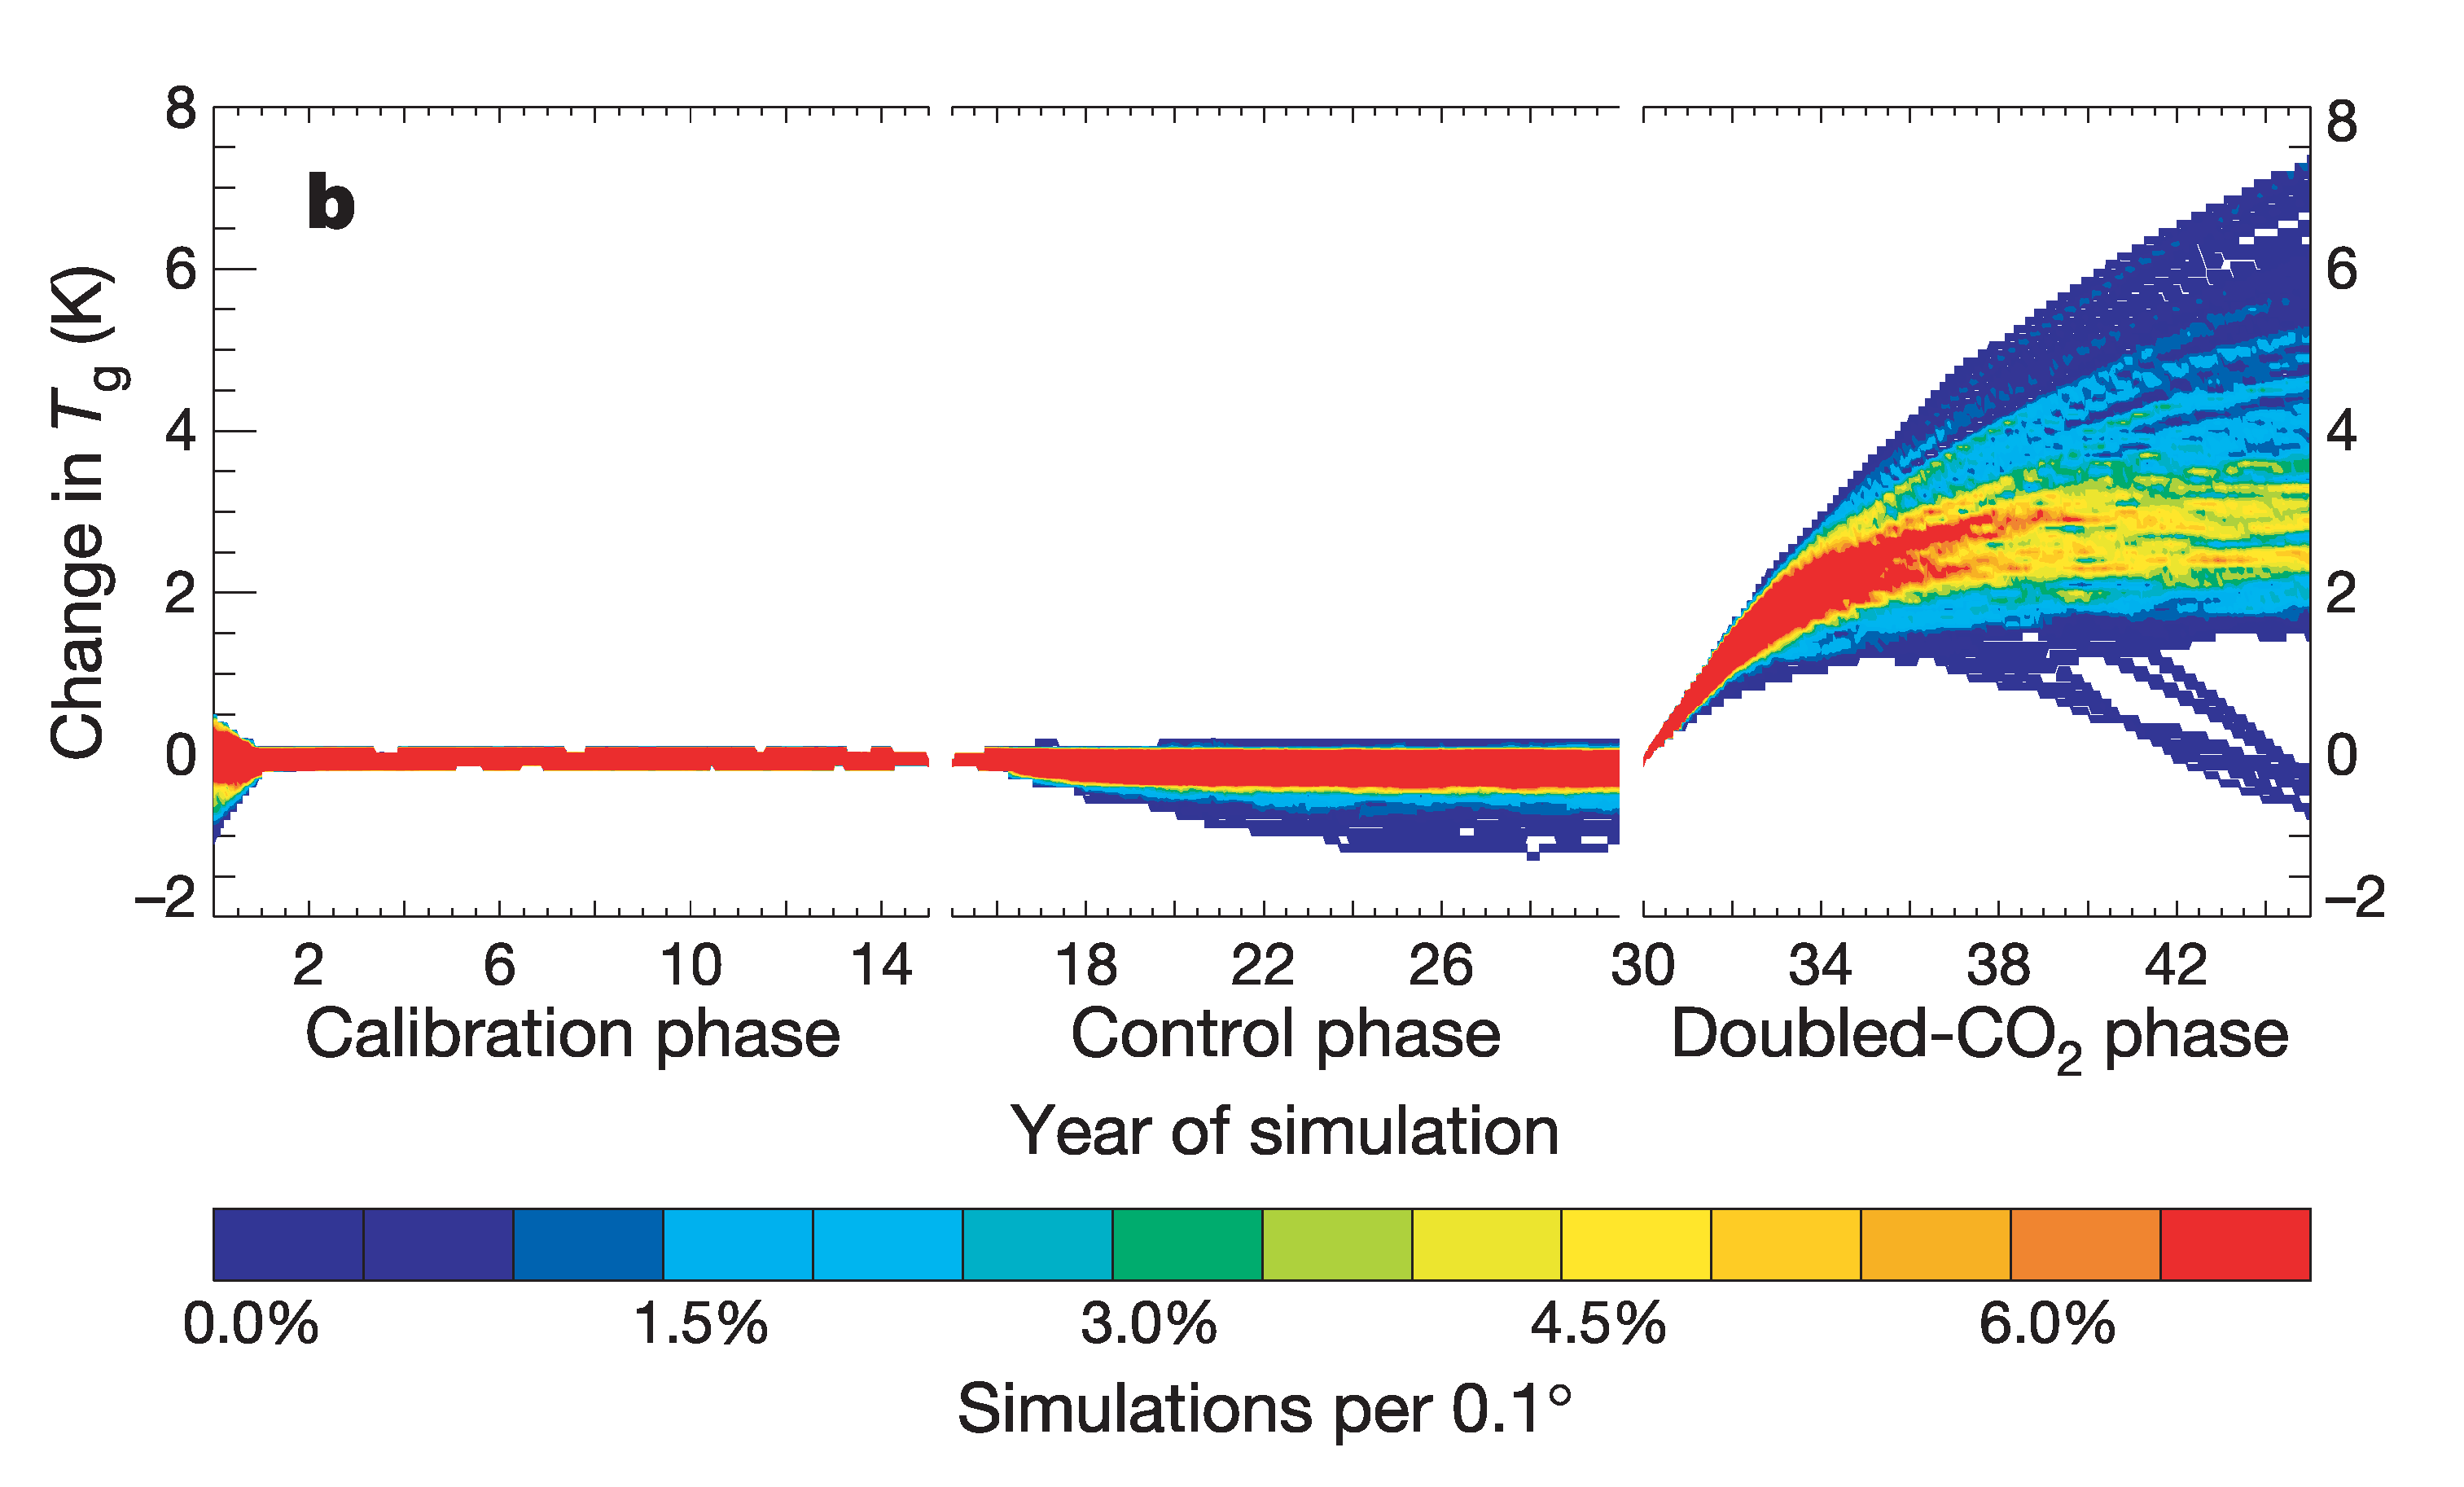 b
Change in Tg (K)
8
6
4
2
0
–2
8
6
4
2
0
–2
2 6 10 14 18 22 26 30 34 38 42
Calibration phase Control phase Doubled-CO2 phase
Year of simulation
0.0% 1.5% 3.0% 4.5% 6.0%
Simulations per 0.1°